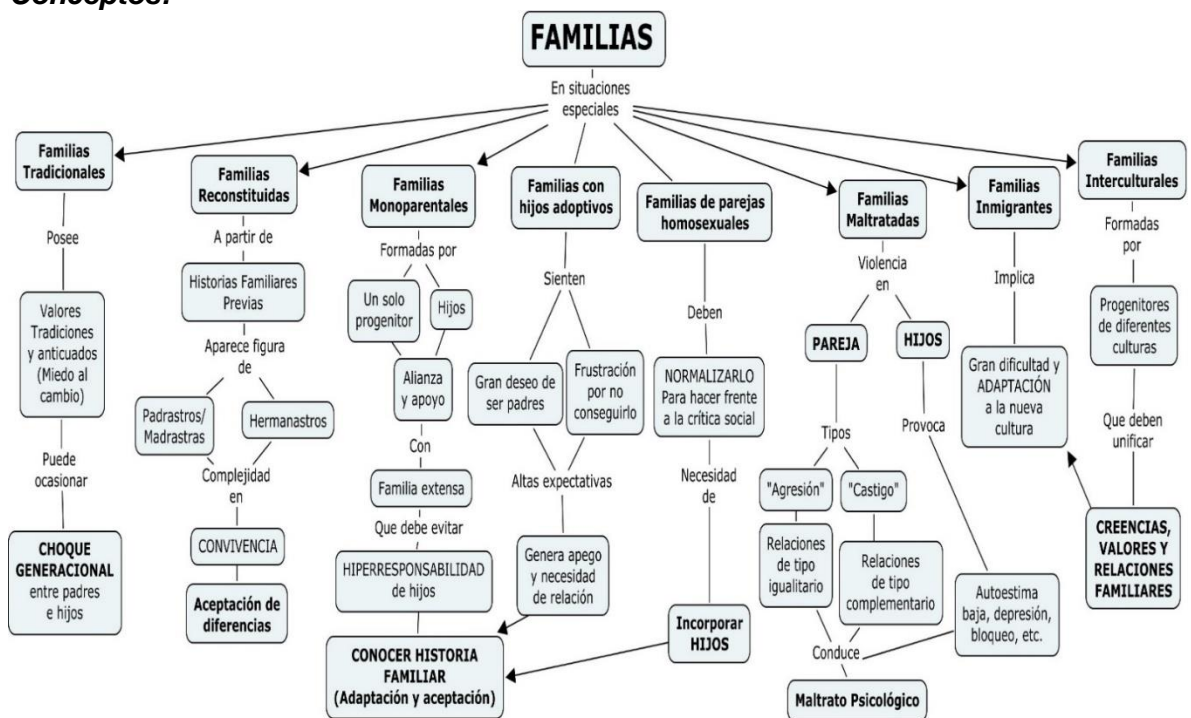 Conceptos:
FAMILIAS
En situaciones
especiales
Familias
Tradicionales
Posee
Valores
Tradiciones
y anticuados
(Miedo al
cambio)
Puede
ocasionar
CHOQUE
GENERACIONAL
entre padres
e hijos
Familias
Reconstituidas
A partir de
Historias Familiares
Previas
Aparece figura
de
Padrastros/
Madrastras
Hermanastros
Complejidad
en
CONVIVENCIA
Aceptación de
diferencias
Familias
Monoparentales
Formadas por
Un solo
progenitor
Hijos
Alianza
y apoyo
Con
Familia extensa
Que debe evitar
HIPERRESPONSABILIDAD
de hijos
CONOCER HISTORIA
FAMILIAR
(Adaptación y aceptación)
Familias con
hijos adoptivos
Sienten
Gran deseo de
ser padres
Frustración
por no
conseguirlo
Altas expectativas
Genera apego
y necesidad
de relación
Familias de parejas
homosexuales
Deben
NORMALIZARLO
Para hacer frente
a la crítica social
Necesidad
de
Incorporar
HIJOS
Familias
Maltratadas
Violencia
en
PAREJA
HIJOS
Tipos
Provoca
"Agresión"
"Castigo"
Relaciones
de tipo
igualitario
Relaciones
de tipo
complementario
Autoestima
baja, depresión,
bloqueo, etc.
Conduce
Maltrato Psicológico
Familias
Inmigrantes
Implica
Gran dificultad y
ADAPTACIÓN
a la nueva
cultura
Familias
Interculturales
Formadas
por
Progenitores
de diferentes
culturas
Que deben
unificar
CREENCIAS,
VALORES Y
RELACIONES
FAMILIARES